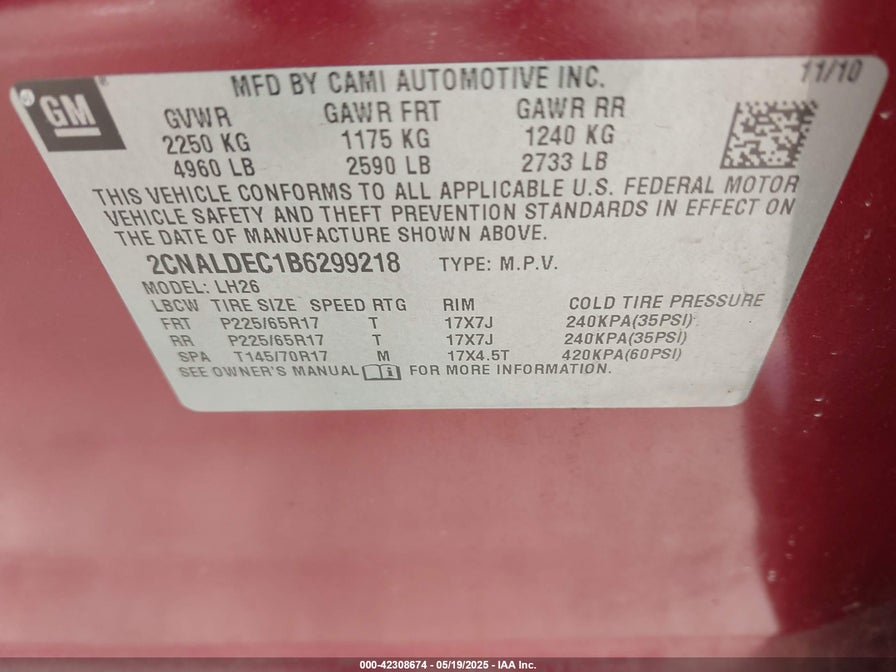 GM
MFD BY CAMI AUTOMOTIVE INC. 11/10
GVWR GAWR FRT GAWR RR
2250 KG 1175 KG 1240 KG
4960 LB 2590 LB 2733 LB
THIS VEHICLE CONFORMS TO ALL APPLICABLE U.S. FEDERAL MOTOR
VEHICLE SAFETY AND THEFT PREVENTION STANDARDS IN EFFECT ON
THE DATE OF MANUFACTURE SHOWN ABOVE.
2CNALDEC1B6299218 TYPE: M.P.V.
MODEL: LH26
LBCW TIRE SIZE SPEED RTG RIM COLD TIRE PRESSURE
FRT P225/65R17 T 17X7J 240KPA(35PSI)
RR P225/65R17 T 17X7J 240KPA(35PSI)
SPA T145/70R17 M 17X4.5T 420KPA(60PSI)
SEE OWNER'S MANUAL i FOR MORE INFORMATION.
000-42308674 | 05/19/2025 - IAA Inc.